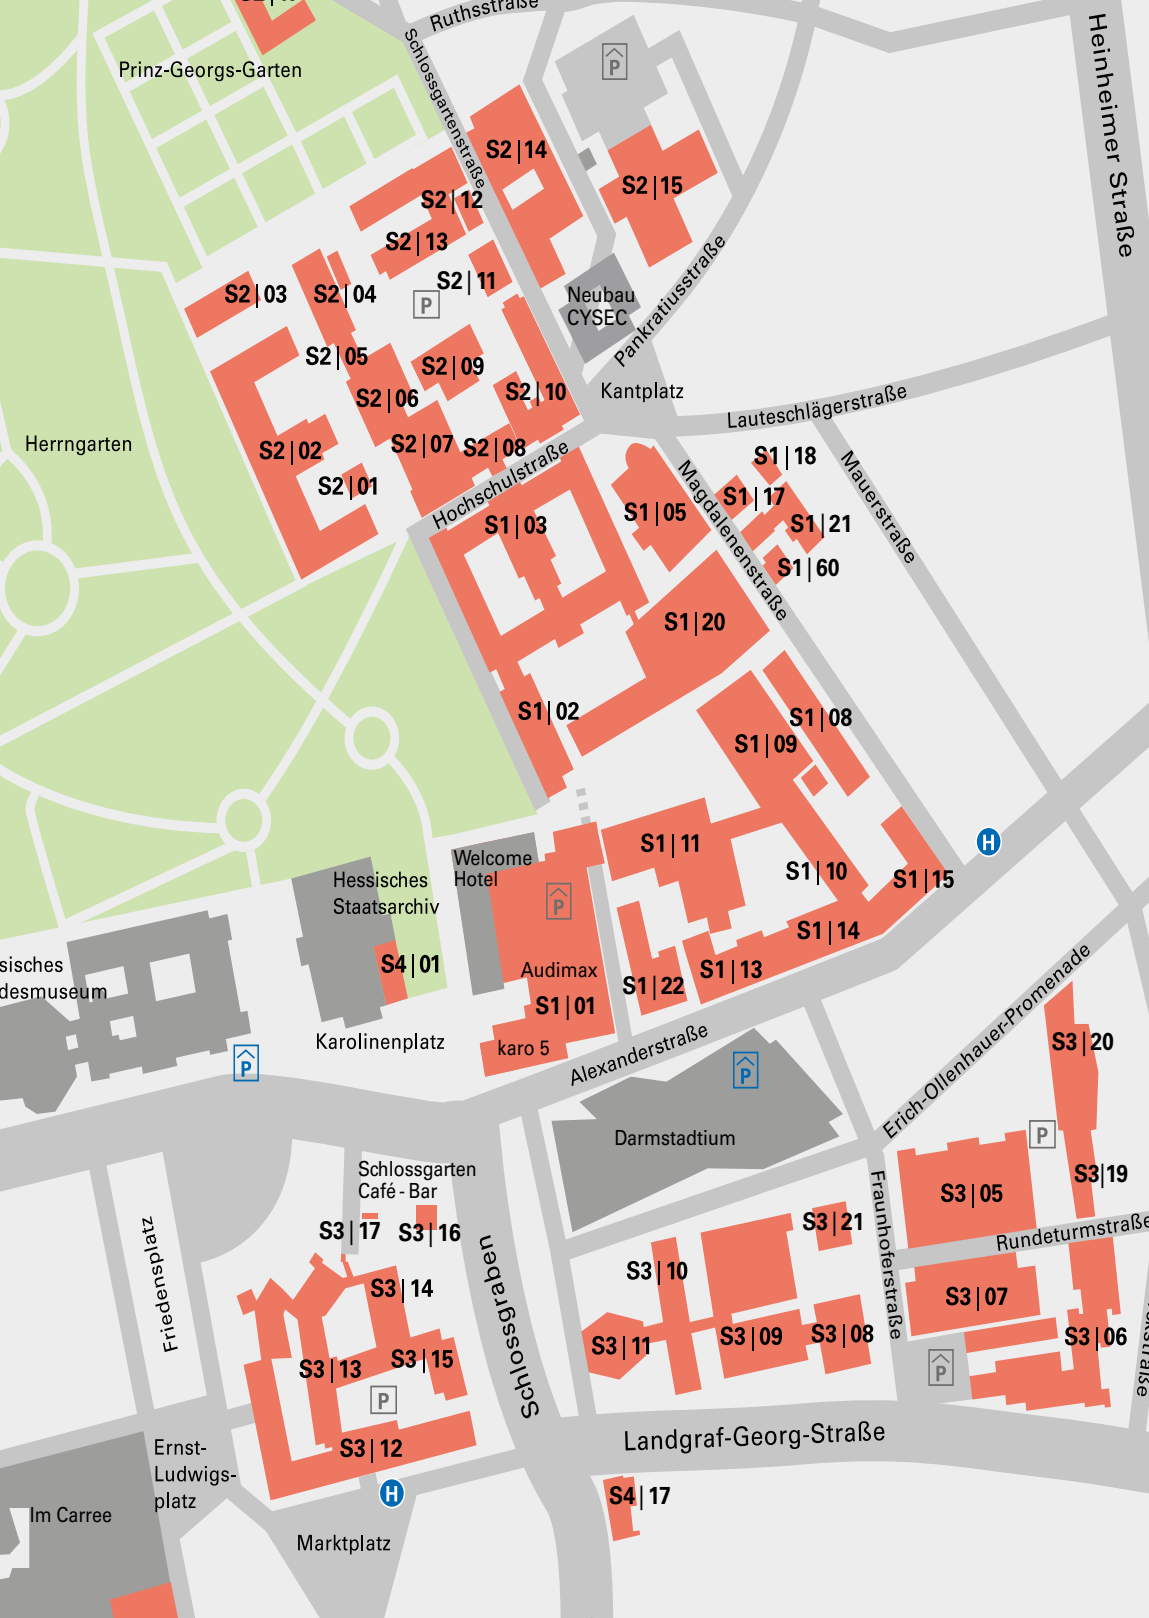 Ruthsstraße
Prinz-Georgs-Garten
Schlossgartenstraße
P
Heinheimer Straße
S2|14
S2|15
S2|12
S2|13
S2|11
S2|03
S2|04
P
Neubau
CYSEC
Pankratiusstraße
S2|05
S2|09
S2|06
S2|10
Kantplatz
Lauteschlägerstraße
Herrngarten
S2|02
S2|07
S2|08
S2|01
Hochschulstraße
S1|18
S1|17
Magdalenenstraße
Mauerstraße
S1|03
S1|05
S1|21
S1|60
S1|20
S1|02
S1|08
S1|09
S1|11
H
Welcome
Hotel
Hessisches
Staatsarchiv
P
S1|10
S1|15
S1|14
S4|01
Audimax
S1|13
S1|22
S1|01
sisches
desmuseum
Karolinenplatz
karo 5
Alexanderstraße
P
P
Erich-Ollenhauer-Promenade
S3|20
P
Darmstadtium
Schlossgarten
Café - Bar
S3|17
S3|16
S3|19
S3|05
S3|21
Fraunhoferstraße
Rundeturmstraße
Friedensplatz
Schlossgraben
S3|10
S3|14
S3|07
S3|11
S3|09
S3|08
S3|06
S3|13
S3|15
P
P
S3|12
Landgraf-Georg-Straße
Ernst-
Ludwigs-
platz
H
S4|17
Im Carree
Marktplatz